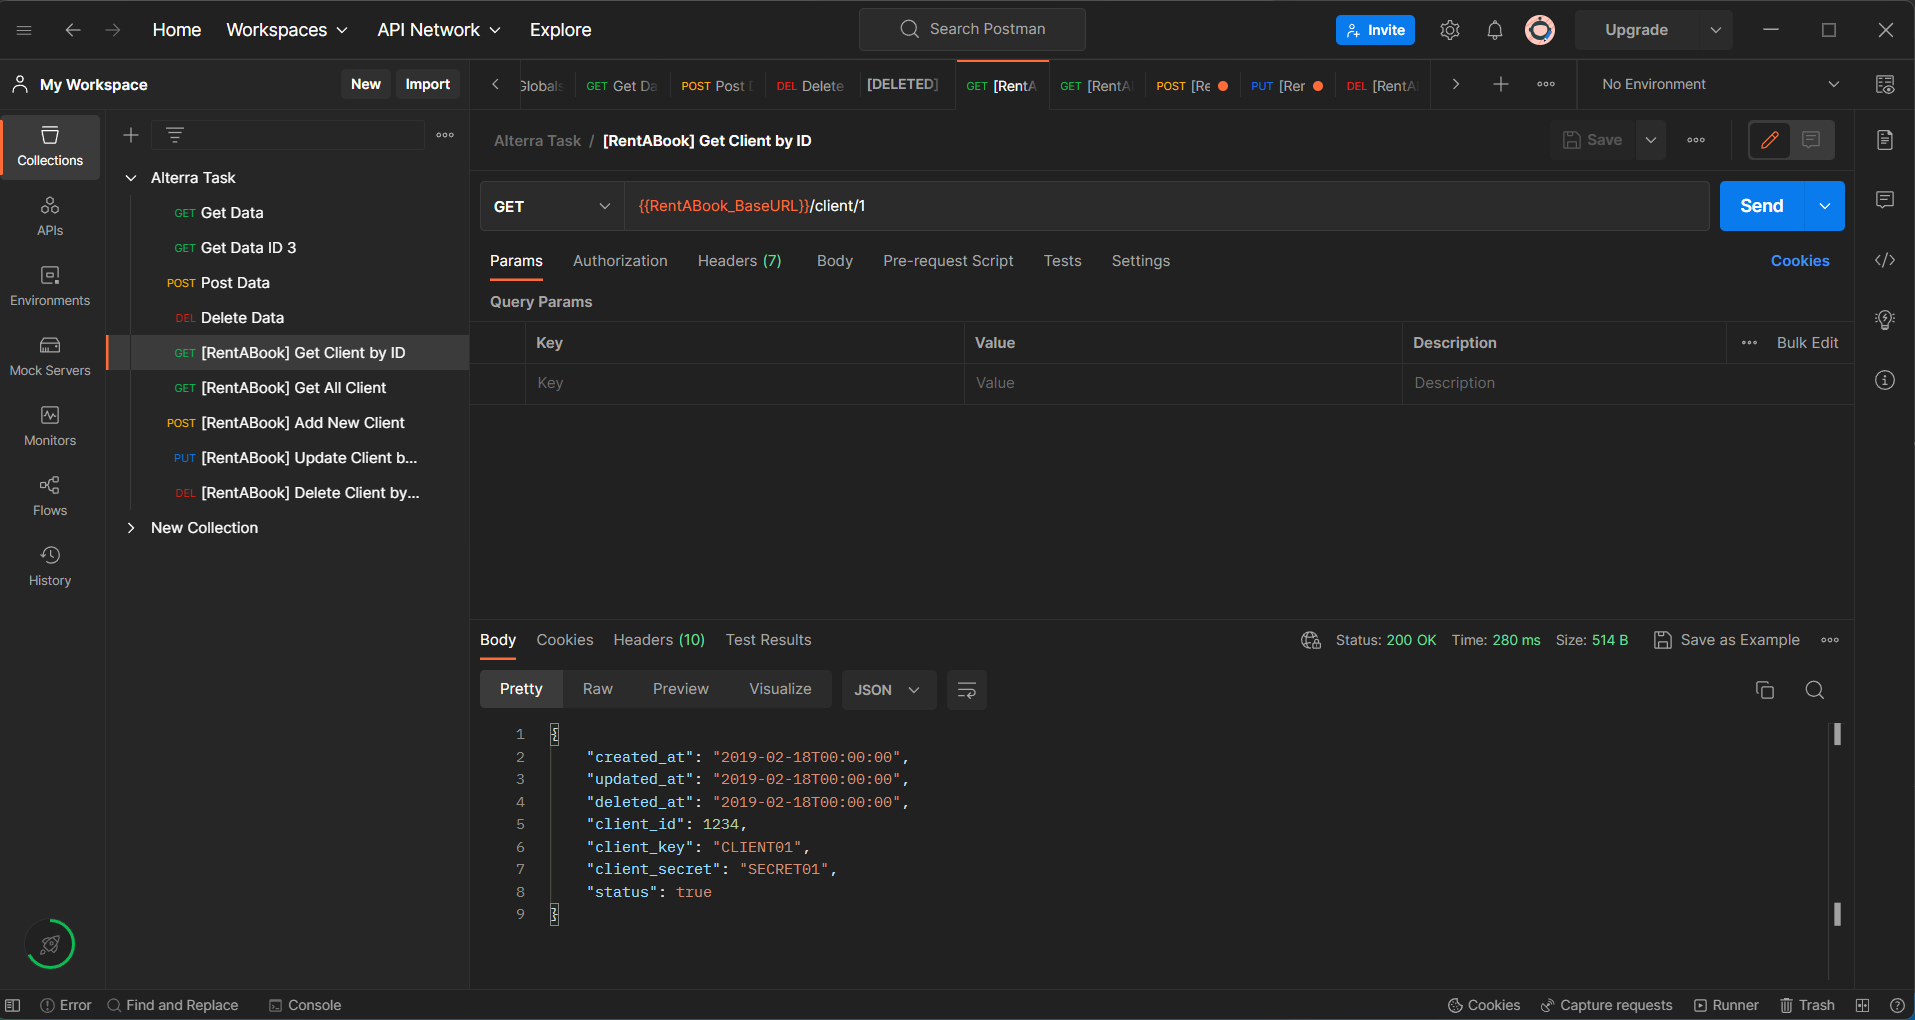 Home Workspaces API Network Explore Search Postman Invite Upgrade
My Workspace New Import
Globals GET Get Da POST Post D DEL Delete [DELETED] GET [RentA GET [RentA POST [Re PUT [Ren DEL [RentA No Environment
Collections
APIs
Environments
Mock Servers
Monitors
Flows
History
Alterra Task
GET Get Data
GET Get Data ID 3
POST Post Data
DEL Delete Data
GET [RentABook] Get Client by ID
GET [RentABook] Get All Client
POST [RentABook] Add New Client
PUT [RentABook] Update Client b...
DEL [RentABook] Delete Client by...
New Collection
Alterra Task / [RentABook] Get Client by ID Save
GET {{RentABook_BaseURL}}/client/1 Send
Params Authorization Headers (7) Body Pre-request Script Tests Settings Cookies
Query Params
Key Value Description Bulk Edit
Key Value Description
Body Cookies Headers (10) Test Results Status: 200 OK Time: 280 ms Size: 514 B Save as Example
Pretty Raw Preview Visualize JSON
1 {
2 "created_at": "2019-02-18T00:00:00",
3 "updated_at": "2019-02-18T00:00:00",
4 "deleted_at": "2019-02-18T00:00:00",
5 "client_id": 1234,
6 "client_key": "CLIENT01",
7 "client_secret": "SECRET01",
8 "status": true
9 }
Error Find and Replace Console Cookies Capture requests Runner Trash